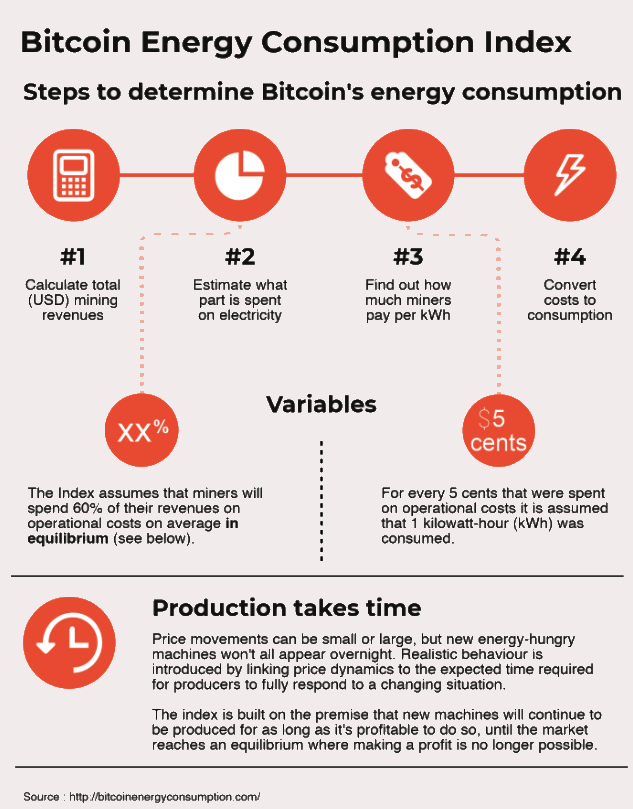 Bitcoin Energy Consumption Index
Steps to determine Bitcoin's energy consumption
#1
Calculate total
(USD) mining
revenues
#2
Estimate what
part is spent
on electricity
#3
Find out how
much miners
pay per kWh
#4
Convert
costs to
consumption
Variables
XX%
The Index assumes that miners will
spend 60% of their revenues on
operational costs on average in
equilibrium (see below).
$5
cents
For every 5 cents that were spent
on operational costs it is assumed
that 1 kilowatt-hour (kWh) was
consumed.
Production takes time
Price movements can be small or large, but new energy-hungry
machines won't all appear overnight. Realistic behaviour is
introduced by linking price dynamics to the expected time required
for producers to fully respond to a changing situation.
The index is built on the premise that new machines will continue to
be produced for as long as it's profitable to do so, until the market
reaches an equilibrium where making a profit is no longer possible.
Source : http://bitcoinenergyconsumption.com/